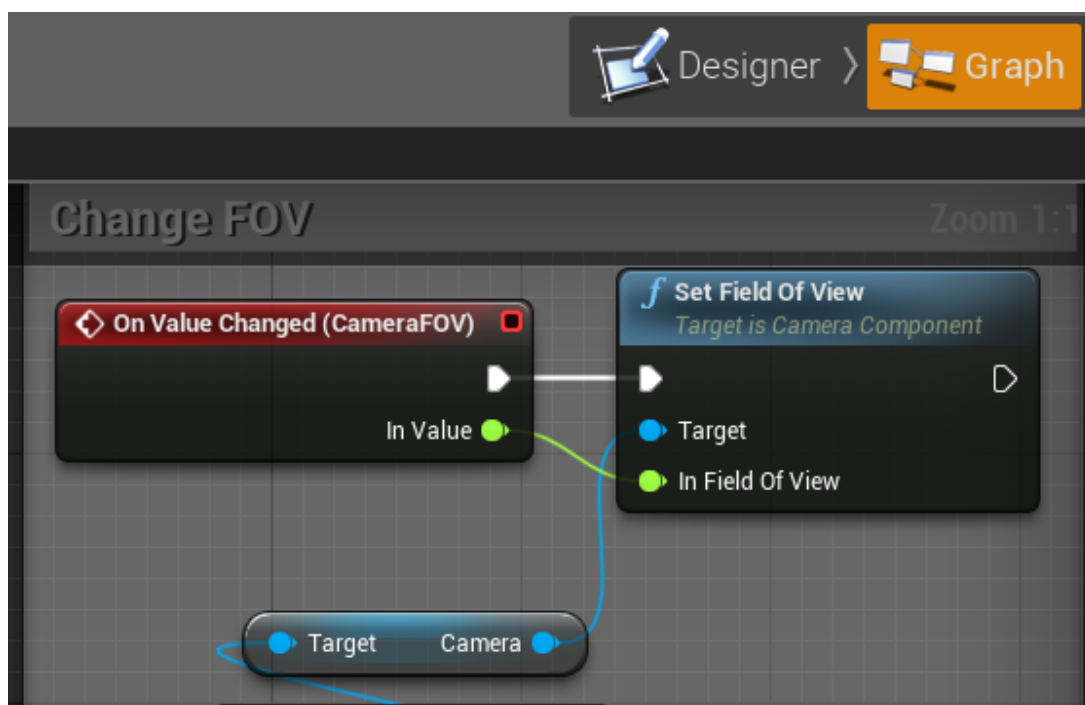 Designer
Graph
Change FOV
Zoom 1:1
On Value Changed (CameraFOV)
In Value
f Set Field Of View
Target is Camera Component
Target
In Field Of View
Target Camera